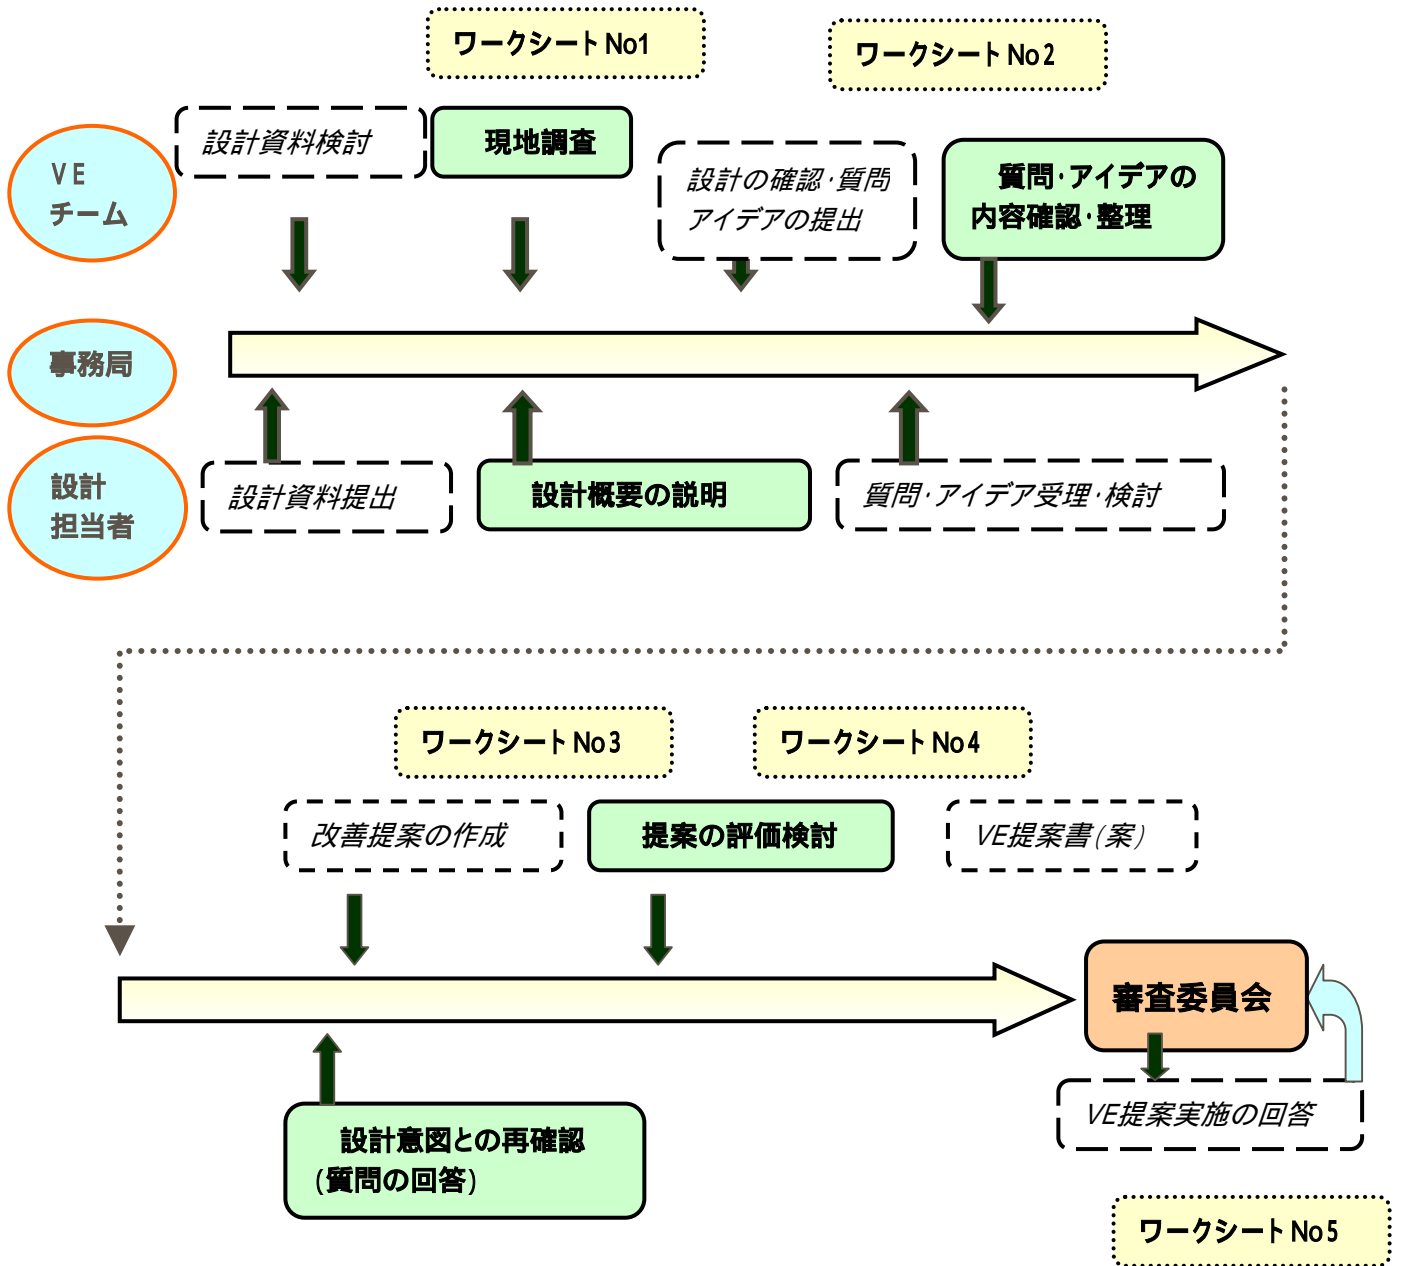 ワークシートNo1
ワークシートNo2
設計資料検討
現地調査
設計の確認・質問
アイデアの提出
質問・アイデアの
内容確認・整理
VE
チーム
事務局
設計
担当者
設計資料提出
設計概要の説明
質問・アイデア受理・検討
ワークシートNo3
ワークシートNo4
改善提案の作成
提案の評価検討
VE提案書(案)
審査委員会
VE提案実施の回答
設計意図との再確認
(質問の回答)
ワークシートNo5